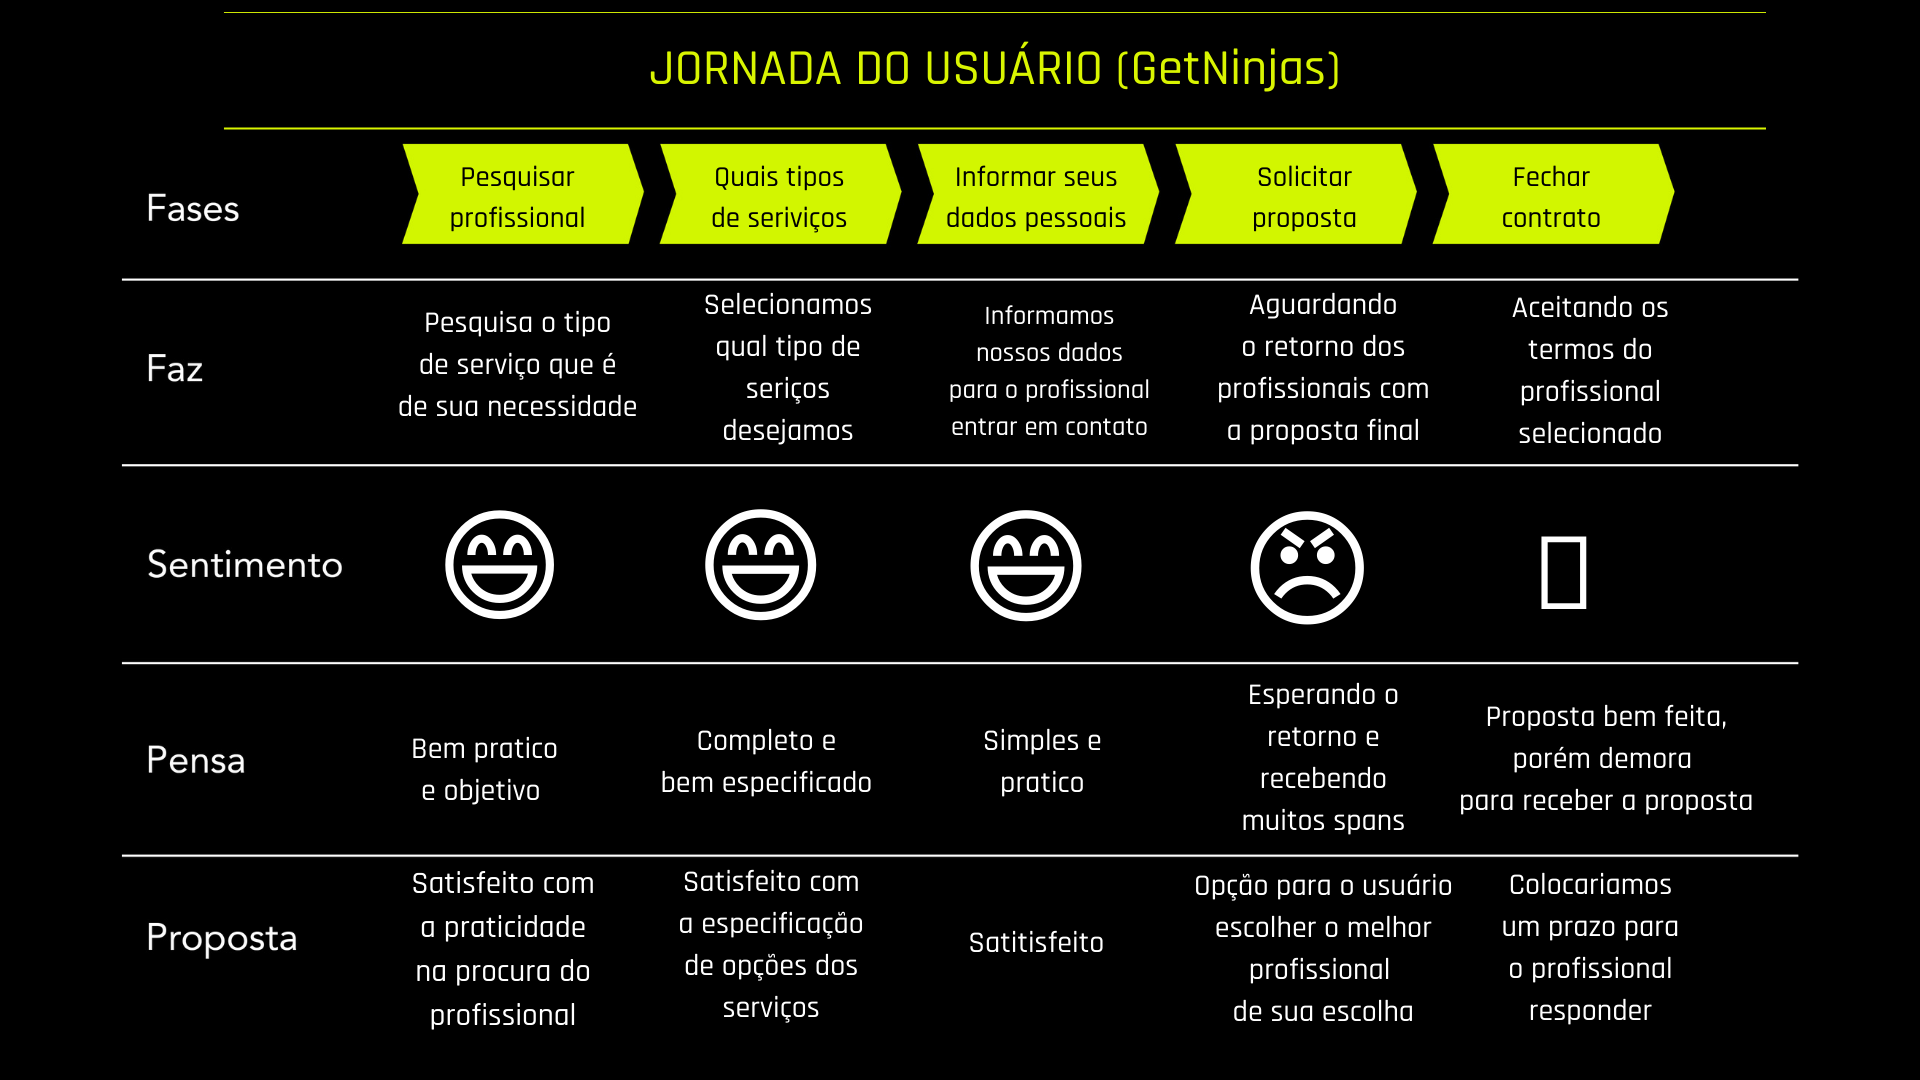 JORNADA DO USUÁRIO (GetNinjas)
Fases
Pesquisar
profissional
Quais tipos
de seriviços
Informar seus
dados pessoais
Solicitar
proposta
Fechar
contrato
Faz
Pesquisa o tipo
de serviço que é
de sua necessidade
Selecionamos
qual tipo de
seriços
desejamos
Informamos
nossos dados
para o profissional
entrar em contato
Aguardando
o retorno dos
profissionais com
a proposta final
Aceitando os
termos do
profissional
selecionado
Sentimento
Pensa
Bem pratico
e objetivo
Completo e
bem especificado
Simples e
pratico
Esperando o
retorno e
recebendo
muitos spans
Proposta bem feita,
porém demora
para receber a proposta
Proposta
Satisfeito com
a praticidade
na procura do
profissional
Satisfeito com
a especificação
de opções dos
serviços
Satitisfeito
Opção para o usuário
escolher o melhor
profissional
de sua escolha
Colocariamos
um prazo para
o profissional
responder